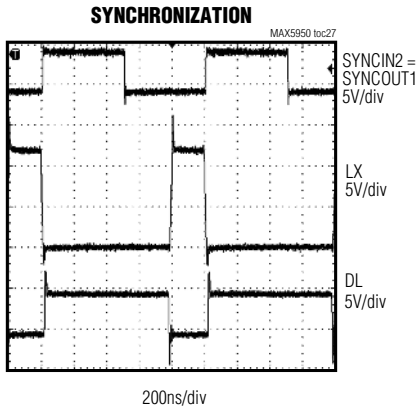 SYNCHRONIZATION
MAX5950 toc27
T
SYNCIN2 =
SYNCOUT1
5V/div
LX
5V/div
DL
5V/div
200ns/div